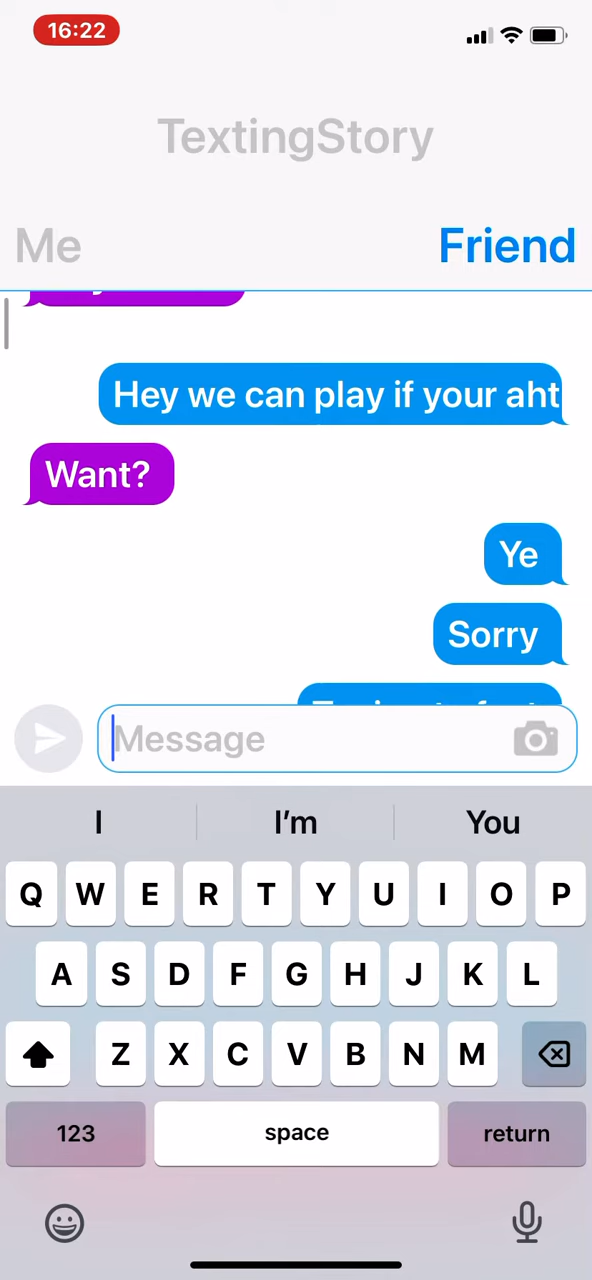 16:22
TextingStory
Me Friend
Hey we can play if your aht
Want?
Ye
Sorry
Message
I I'm You
Q W E R T Y U I O P
A S D F G H J K L
Z X C V B N M
123 space return